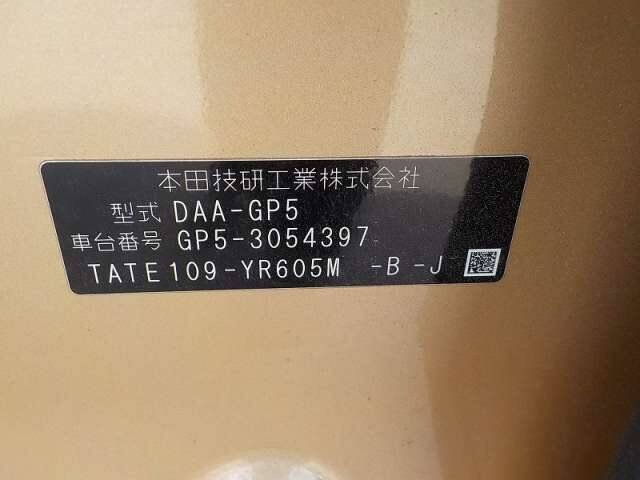 本田技研工業株式会社
型式 DAA-GP5
車台番号 GP5-3054397
TATE109-YR605M -B -J